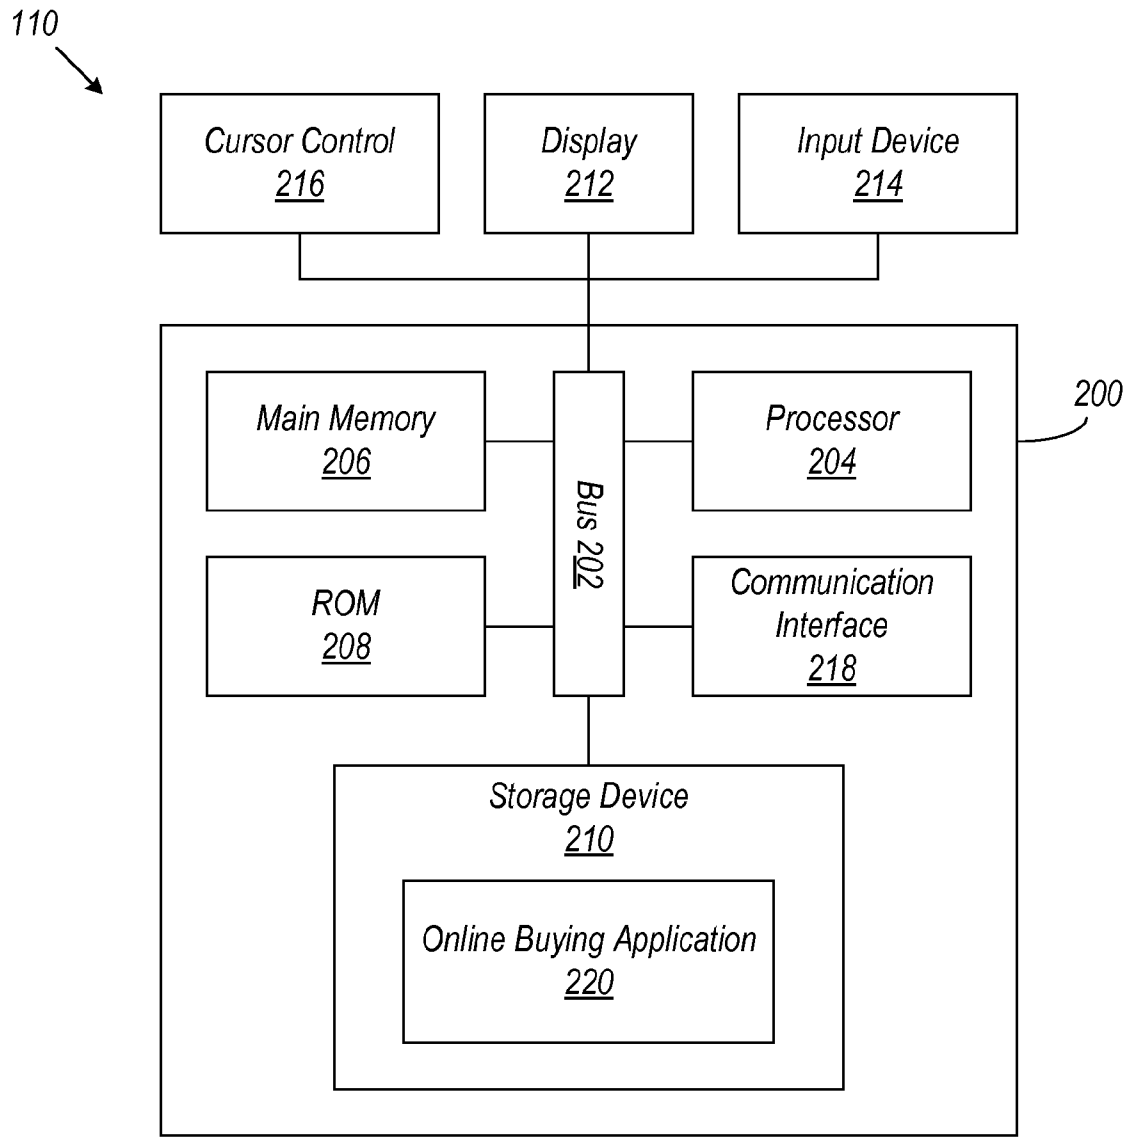 110
Cursor Control
216
Display
212
Input Device
214
Main Memory
206
Processor
204
200
Bus 202
ROM
208
Communication
Interface
218
Storage Device
210
Online Buying Application
220